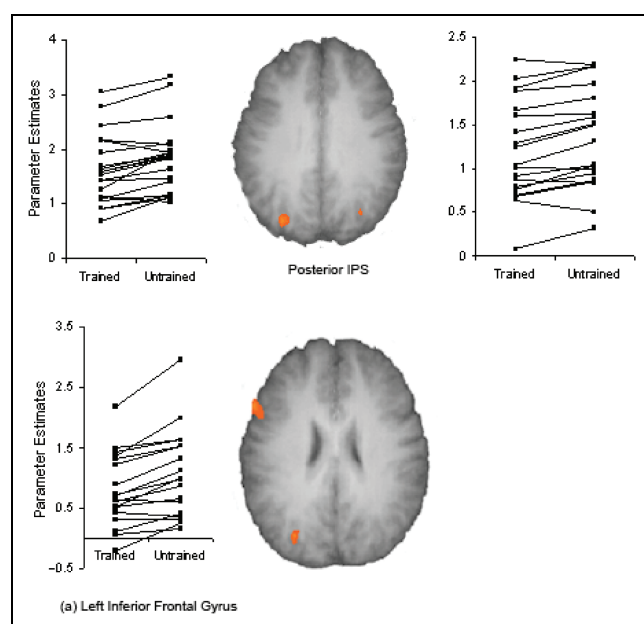 4
3
2
1
0
Parameter Estimates
Trained Untrained
Posterior IPS
2.5
2
1.5
1
0.5
0
Trained Untrained
3.5
2.5
1.5
0.5
−0.5
Parameter Estimates
Trained Untrained
(a) Left Inferior Frontal Gyrus